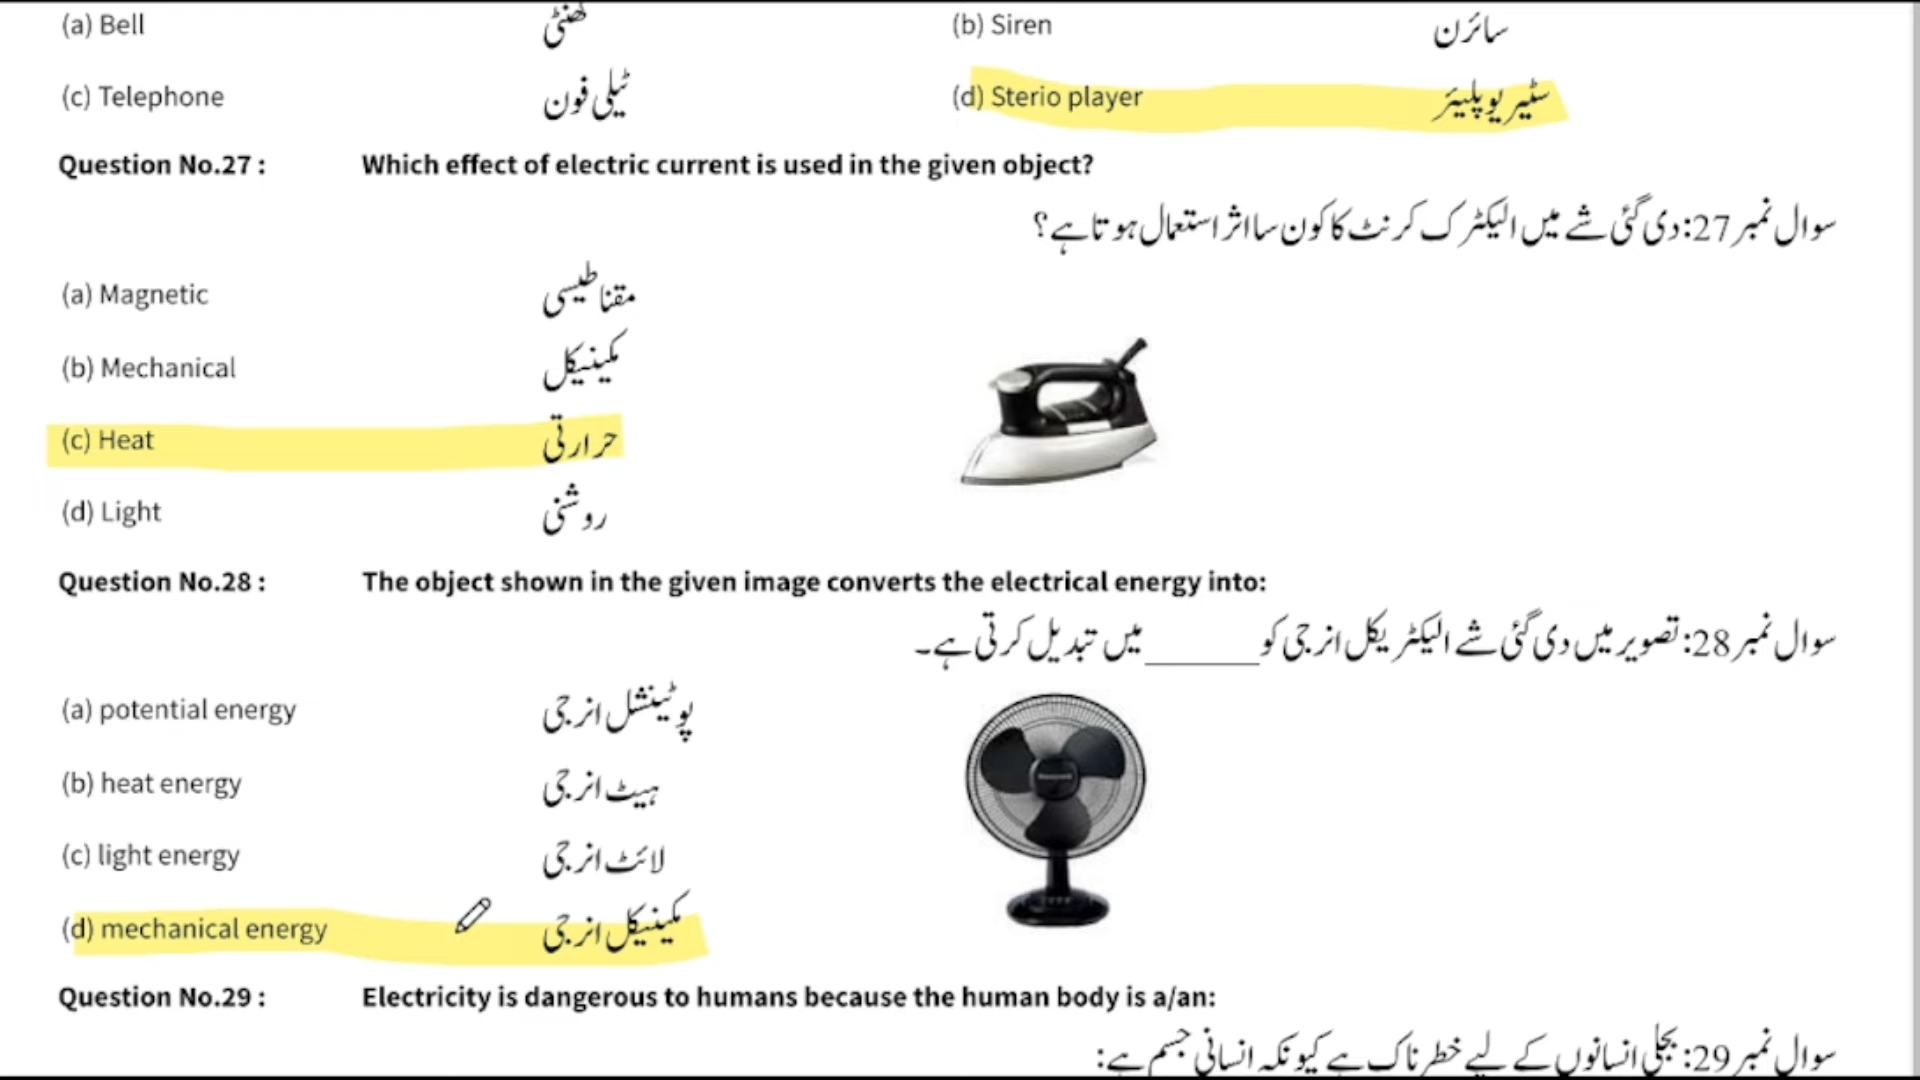 (a) Bell گھنٹی (b) Siren سائرن
(c) Telephone ٹیلی فون (d) Sterio player سٹیریو پلیئر
Question No.27 : Which effect of electric current is used in the given object?
سوال نمبر 27: دی گئی شے میں الیکٹرک کرنٹ کا کون سا اثر استعمال ہوتا ہے؟
(a) Magnetic مقناطیسی
(b) Mechanical مکینیکل
(c) Heat حرارتی
(d) Light روشنی
Question No.28 : The object shown in the given image converts the electrical energy into:
سوال نمبر 28: تصویر میں دی گئی شے الیکٹریکل انرجی کو ______ میں تبدیل کرتی ہے۔
(a) potential energy پوٹینشل انرجی
(b) heat energy ہیٹ انرجی
(c) light energy لائٹ انرجی
(d) mechanical energy مکینیکل انرجی
Question No.29 : Electricity is dangerous to humans because the human body is a/an:
سوال نمبر 29: بجلی انسانوں کے لیے خطرناک ہے کیونکہ انسانی جسم ہے: